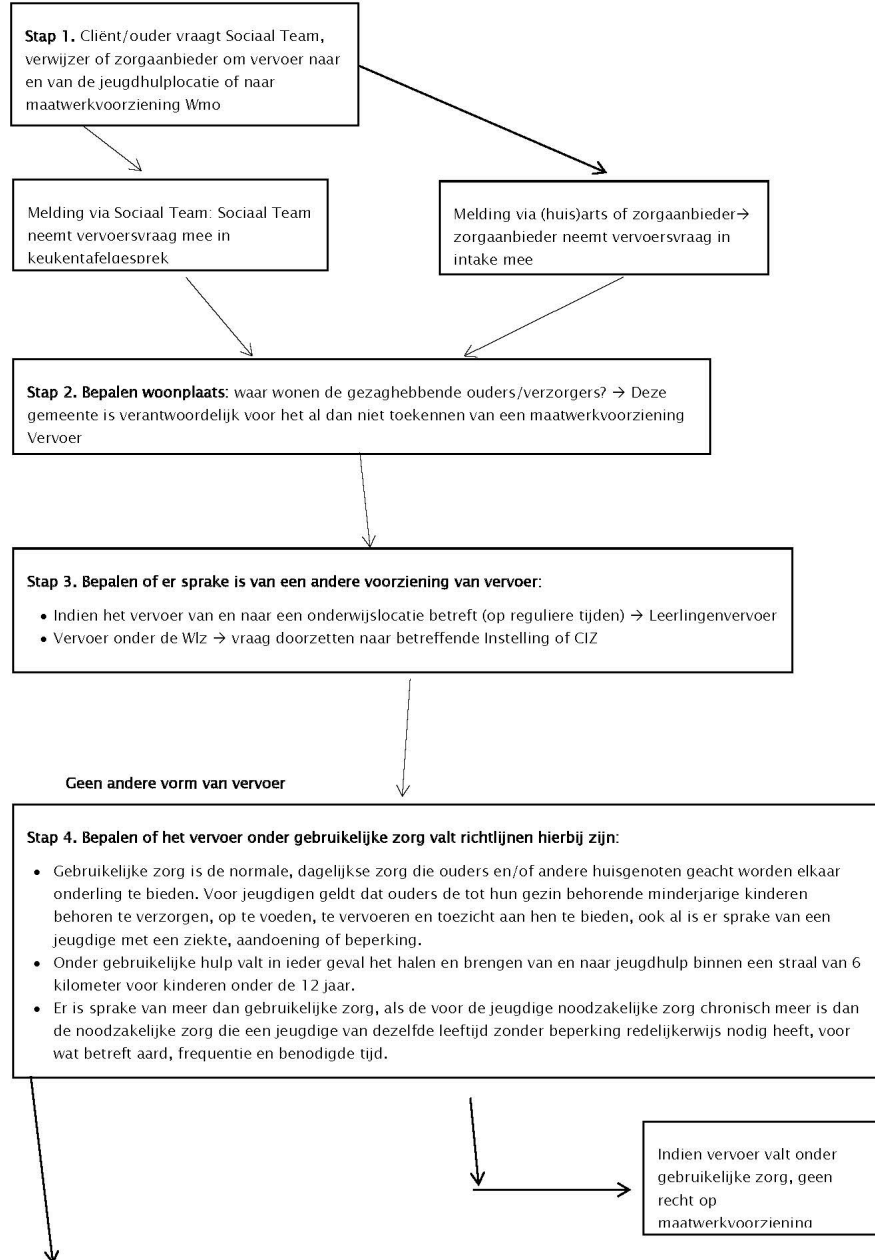 Stap 1. Cliënt/ouder vraagt Sociaal Team,
verwijzer of zorgaanbieder om vervoer naar
en van de jeugdhulplocatie of naar
maatwerkvoorziening Wmo
Melding via Sociaal Team: Sociaal Team
neemt vervoersvraag mee in
keukentafelgesprek
Melding via (huis)arts of zorgaanbieder→
zorgaanbieder neemt vervoersvraag in
intake mee
Stap 2. Bepalen woonplaats: waar wonen de gezaghebbende ouders/verzorgers? → Deze
gemeente is verantwoordelijk voor het al dan niet toekennen van een maatwerkvoorziening
Vervoer
Stap 3. Bepalen of er sprake is van een andere voorziening van vervoer:
• Indien het vervoer van en naar een onderwijslocatie betreft (op reguliere tijden) → Leerlingenvervoer
• Vervoer onder de Wlz → vraag doorzetten naar betreffende Instelling of CIZ
Geen andere vorm van vervoer
Stap 4. Bepalen of het vervoer onder gebruikelijke zorg valt richtlijnen hierbij zijn:
• Gebruikelijke zorg is de normale, dagelijkse zorg die ouders en/of andere huisgenoten geacht worden elkaar
onderling te bieden. Voor jeugdigen geldt dat ouders de tot hun gezin behorende minderjarige kinderen
behoren te verzorgen, op te voeden, te vervoeren en toezicht aan hen te bieden, ook al is er sprake van een
jeugdige met een ziekte, aandoening of beperking.
• Onder gebruikelijke hulp valt in ieder geval het halen en brengen van en naar jeugdhulp binnen een straal van 6
kilometer voor kinderen onder de 12 jaar.
• Er is sprake van meer dan gebruikelijke zorg, als de voor de jeugdige noodzakelijke zorg chronisch meer is dan
de noodzakelijke zorg die een jeugdige van dezelfde leeftijd zonder beperking redelijkerwijs nodig heeft, voor
wat betreft aard, frequentie en benodigde tijd.
Indien vervoer valt onder
gebruikelijke zorg, geen
recht op
maatwerkvoorziening